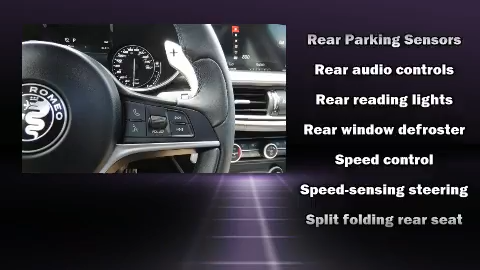 ROMEO
Rear Parking Sensors
Rear audio controls
Rear reading lights
Rear window defroster
Speed control
Speed-sensing steering
Split folding rear seat